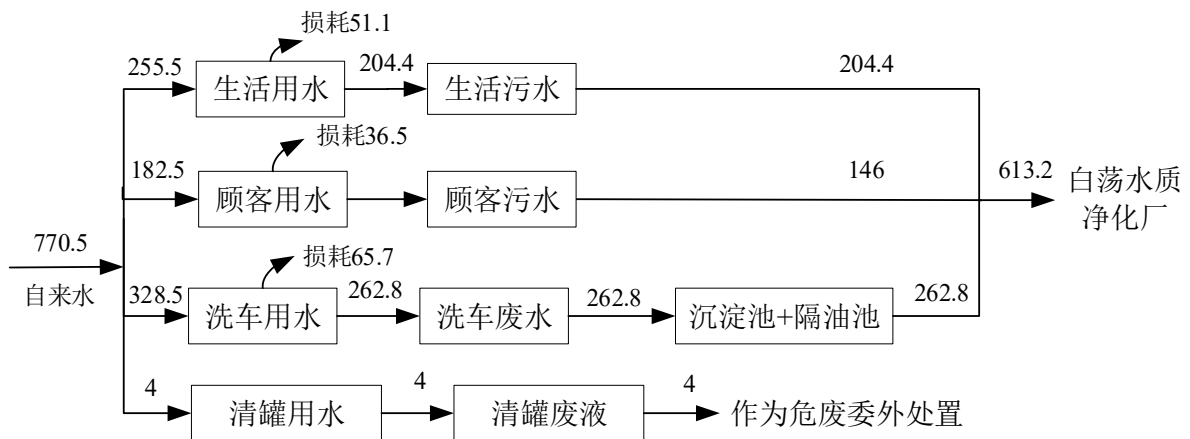 损耗51.1
255.5
生活用水
204.4
生活污水
204.4
损耗36.5
182.5
顾客用水
顾客污水
146
613.2
白荡水质
净化厂
770.5
自来水
损耗65.7
328.5
洗车用水
262.8
洗车废水
262.8
沉淀池+隔油池
262.8
4
清罐用水
4
清罐废液
4
作为危废委外处置